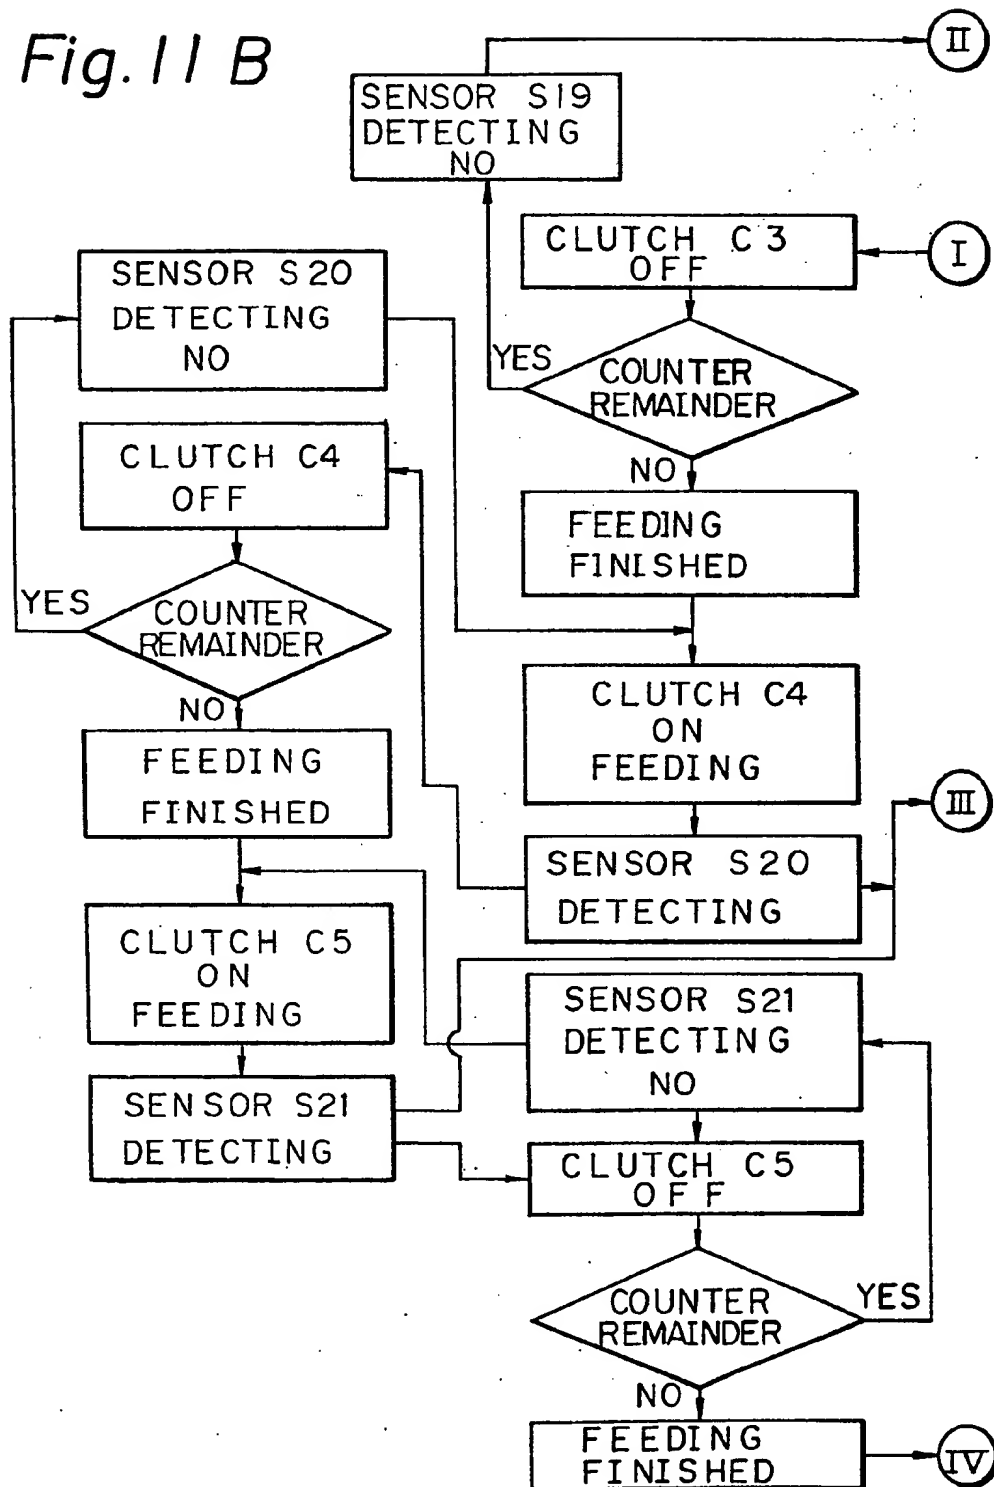 Fig. 11 B
II
SENSOR S19
DETECTING
NO
CLUTCH C3
OFF
I
SENSOR S20
DETECTING
NO
YES
COUNTER
REMAINDER
CLUTCH C4
OFF
NO
FEEDING
FINISHED
YES
COUNTER
REMAINDER
CLUTCH C4
ON
FEEDING
NO
FEEDING
FINISHED
III
SENSOR S20
DETECTING
CLUTCH C5
ON
FEEDING
SENSOR S21
DETECTING
NO
SENSOR S21
DETECTING
CLUTCH C5
OFF
COUNTER
REMAINDER
YES
NO
FEEDING
FINISHED
IV